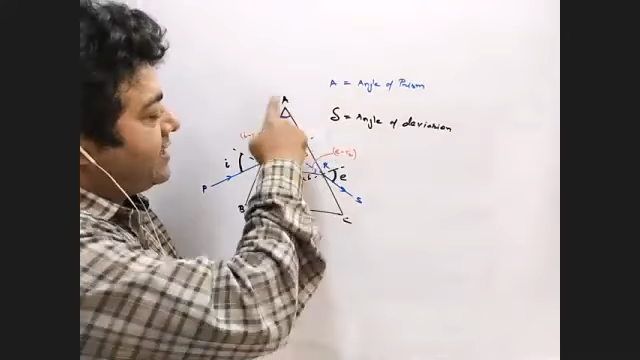 A = Angle of Prism
δ = Angle of deviation
A
i
e
P
R
S
B
C